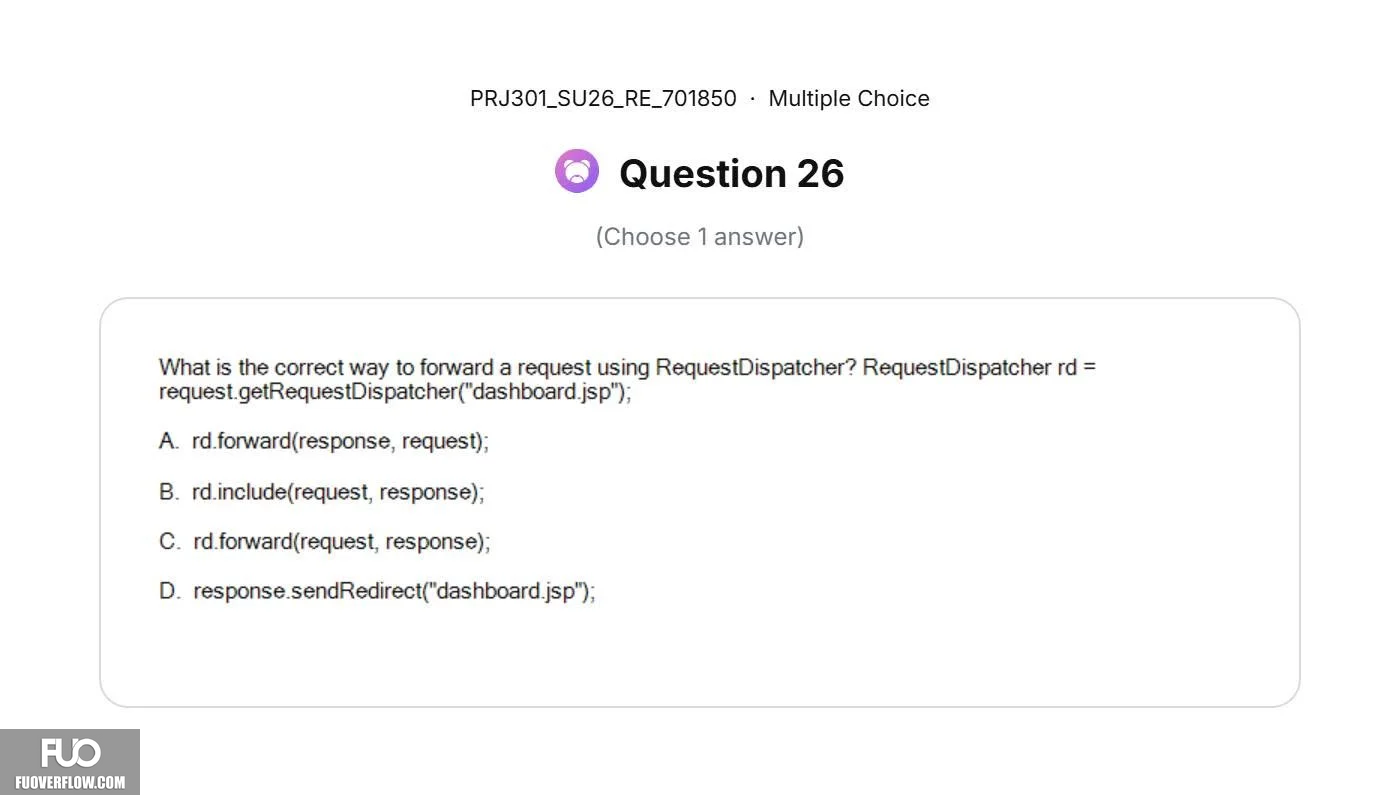 PRJ301_SU26_RE_701850 · Multiple Choice
Question 26
(Choose 1 answer)
What is the correct way to forward a request using RequestDispatcher? RequestDispatcher rd =
request.getRequestDispatcher("dashboard.jsp");
A. rd.forward(response, request);
B. rd.include(request, response);
C. rd.forward(request, response);
D. response.sendRedirect("dashboard.jsp");
FUO
FUOVERFLOW.COM